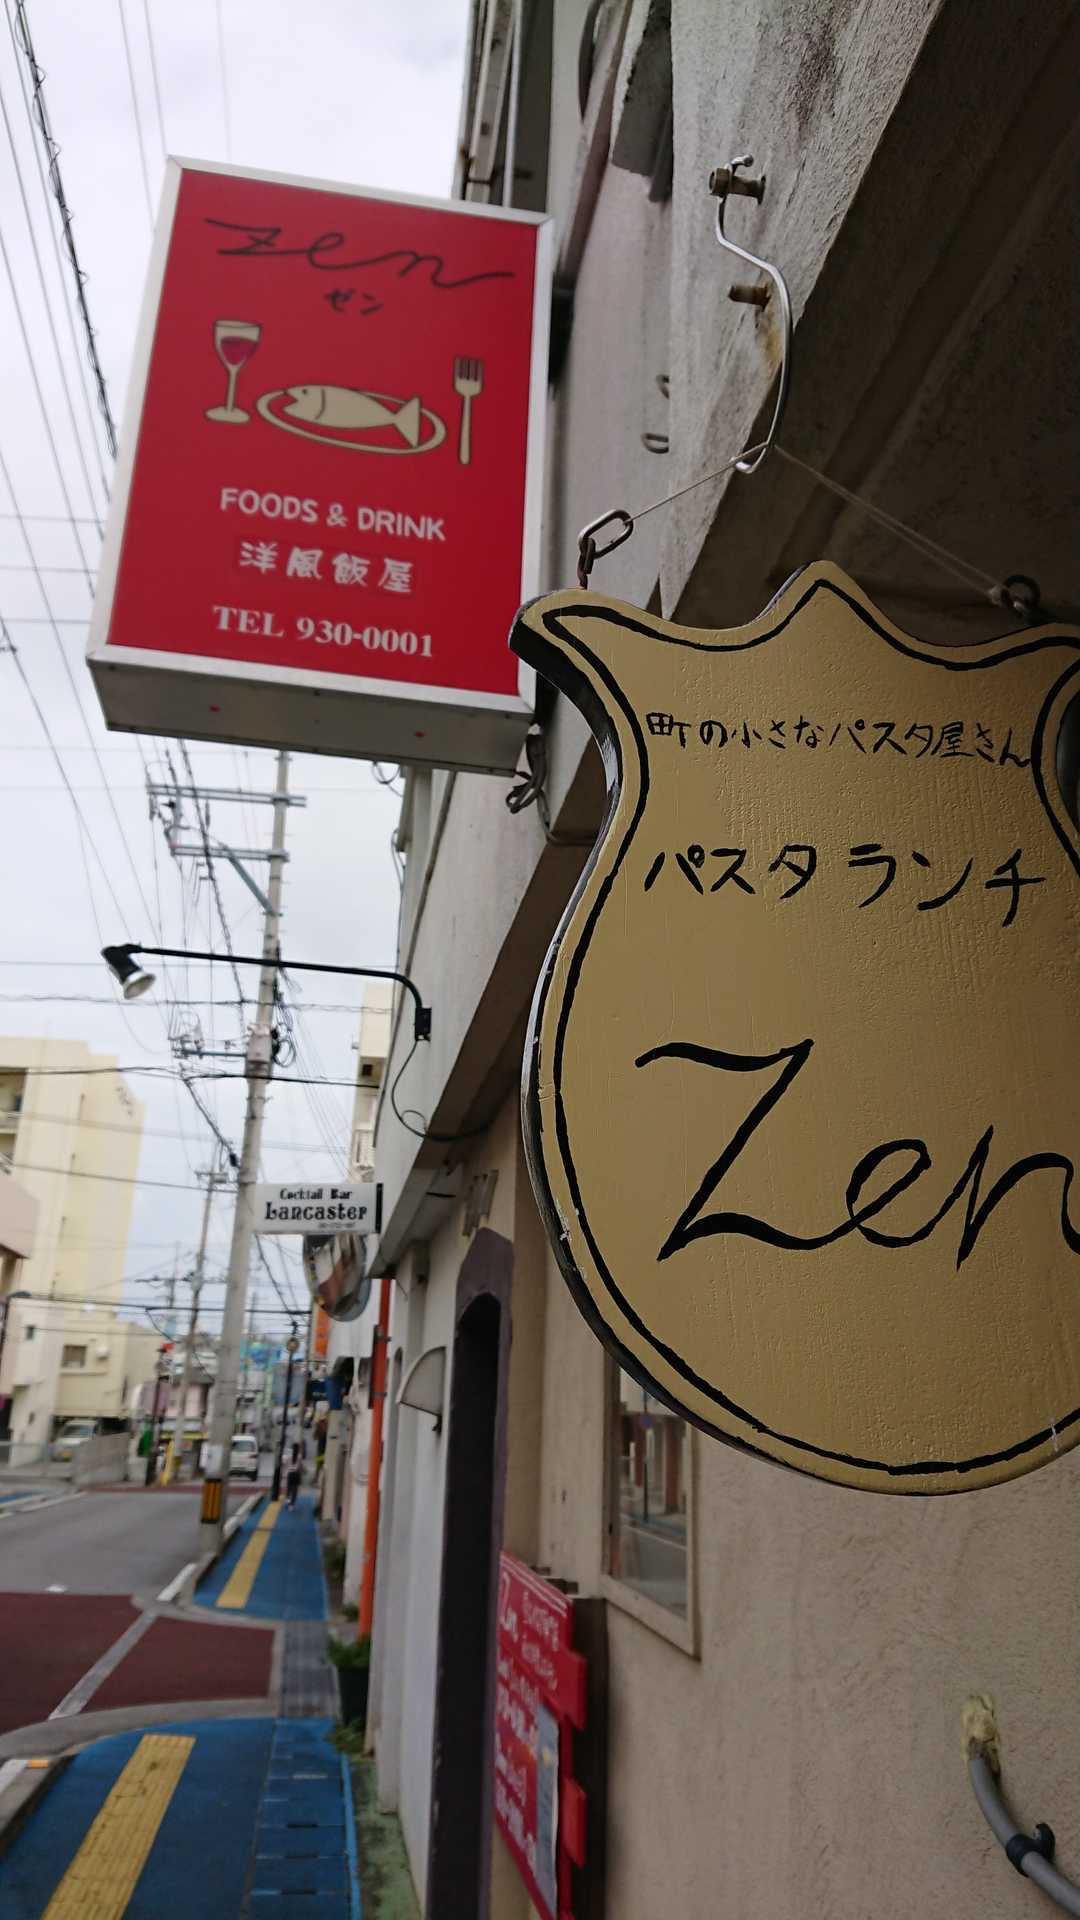 zen
ゼン
FOODS & DRINK
洋風飯屋
TEL 930-0001
町の小さなパスタ屋さん
パスタランチ
Zen
Cocktail Bar
Lancaster
Zen